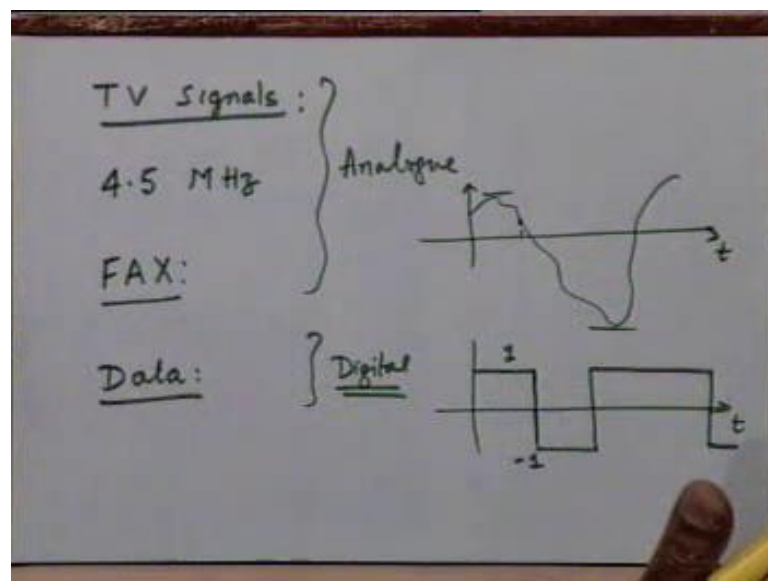 TV Signals :
Analogue
4.5 MHz
FAX:
t
Data:
Digital
1
-1
t